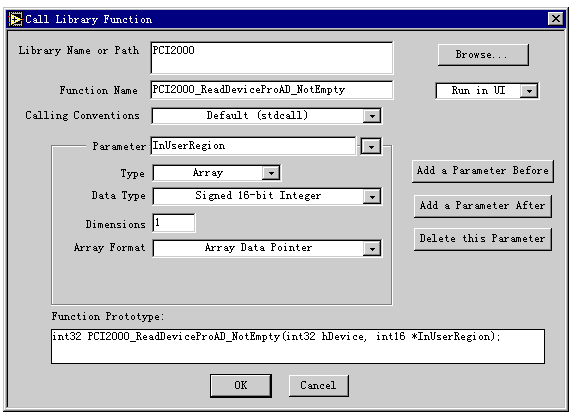 Call Library Function
Library Name or Path PCI2000 Browse...
Function Name PCI2000_ReadDeviceProAD_NotEmpty Run in UI
Calling Conventions Default (stdcall)
Parameter InUserRegion
Type Array Add a Parameter Before
Data Type Signed 16-bit Integer
Dimensions 1 Add a Parameter After
Array Format Array Data Pointer Delete this Parameter
Function Prototype:
int32 PCI2000_ReadDeviceProAD_NotEmpty(int32 hDevice, int16 *InUserRegion);
OK Cancel